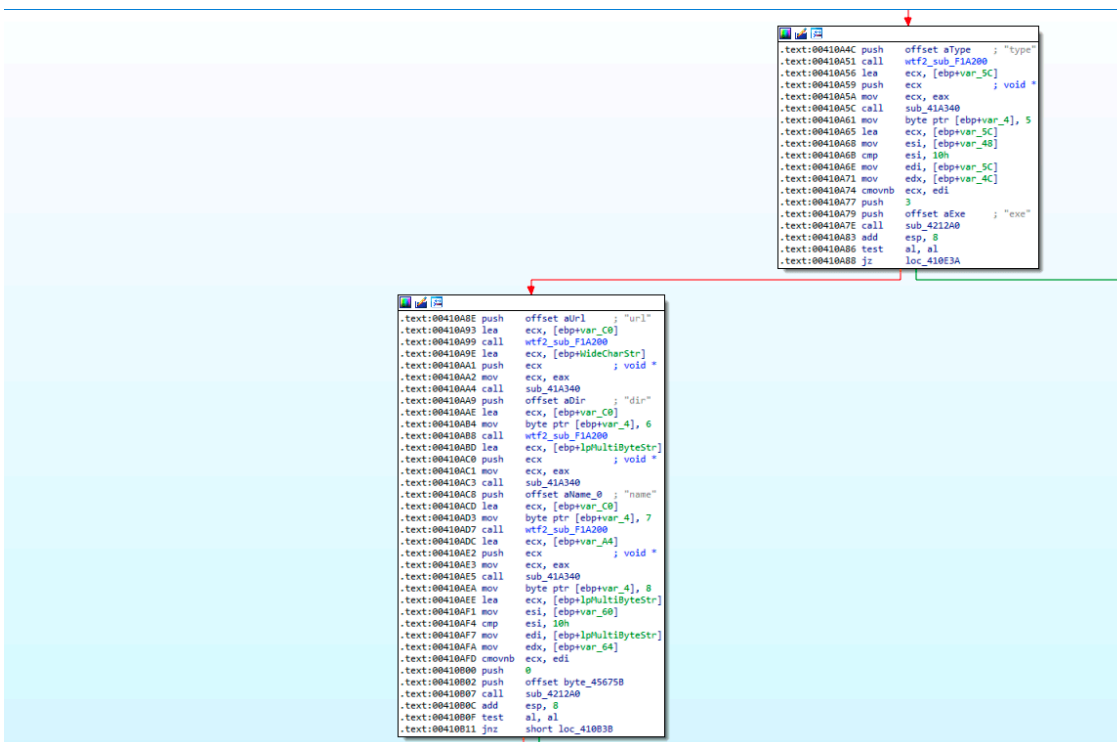 .text:00410A4C push offset aType ; "type"
.text:00410A51 call wtf2_sub_F1A200
.text:00410A56 lea ecx, [ebp+var_5C]
.text:00410A59 push ecx ; void *
.text:00410A5A mov ecx, eax
.text:00410A5C call sub_41A340
.text:00410A61 mov byte ptr [ebp+var_4], 5
.text:00410A65 lea ecx, [ebp+var_5C]
.text:00410A68 mov esi, [ebp+var_48]
.text:00410A6B cmp esi, 10h
.text:00410A6E mov edi, [ebp+var_5C]
.text:00410A71 mov edx, [ebp+var_4C]
.text:00410A74 cmovnb ecx, edi
.text:00410A77 push 3
.text:00410A79 push offset aExe ; "exe"
.text:00410A7E call sub_4212A0
.text:00410A83 add esp, 8
.text:00410A86 test al, al
.text:00410A88 jz loc_410E3A
.text:00410A8E push offset aUrl ; "url"
.text:00410A93 lea ecx, [ebp+var_C0]
.text:00410A99 call wtf2_sub_F1A200
.text:00410A9E lea ecx, [ebp+WideCharStr]
.text:00410AA1 push ecx ; void *
.text:00410AA2 mov ecx, eax
.text:00410AA4 call sub_41A340
.text:00410AA9 push offset aDir ; "dir"
.text:00410AAE lea ecx, [ebp+var_C0]
.text:00410AB4 mov byte ptr [ebp+var_4], 6
.text:00410AB8 call wtf2_sub_F1A200
.text:00410ABD lea ecx, [ebp+lpMultiByteStr]
.text:00410AC0 push ecx ; void *
.text:00410AC1 mov ecx, eax
.text:00410AC3 call sub_41A340
.text:00410AC8 push offset aName_0 ; "name"
.text:00410ACD lea ecx, [ebp+var_C0]
.text:00410AD3 mov byte ptr [ebp+var_4], 7
.text:00410AD7 call wtf2_sub_F1A200
.text:00410ADC lea ecx, [ebp+var_A4]
.text:00410AE2 push ecx ; void *
.text:00410AE3 mov ecx, eax
.text:00410AE5 call sub_41A340
.text:00410AEA mov byte ptr [ebp+var_4], 8
.text:00410AEE lea ecx, [ebp+lpMultiByteStr]
.text:00410AF1 mov esi, [ebp+var_60]
.text:00410AF4 cmp esi, 10h
.text:00410AF7 mov edi, [ebp+lpMultiByteStr]
.text:00410AFA mov edx, [ebp+var_64]
.text:00410AFD cmovnb ecx, edi
.text:00410B00 push 0
.text:00410B02 push offset byte_45675B
.text:00410B07 call sub_4212A0
.text:00410B0C add esp, 8
.text:00410B0F test al, al
.text:00410B11 jnz short loc_410B3B